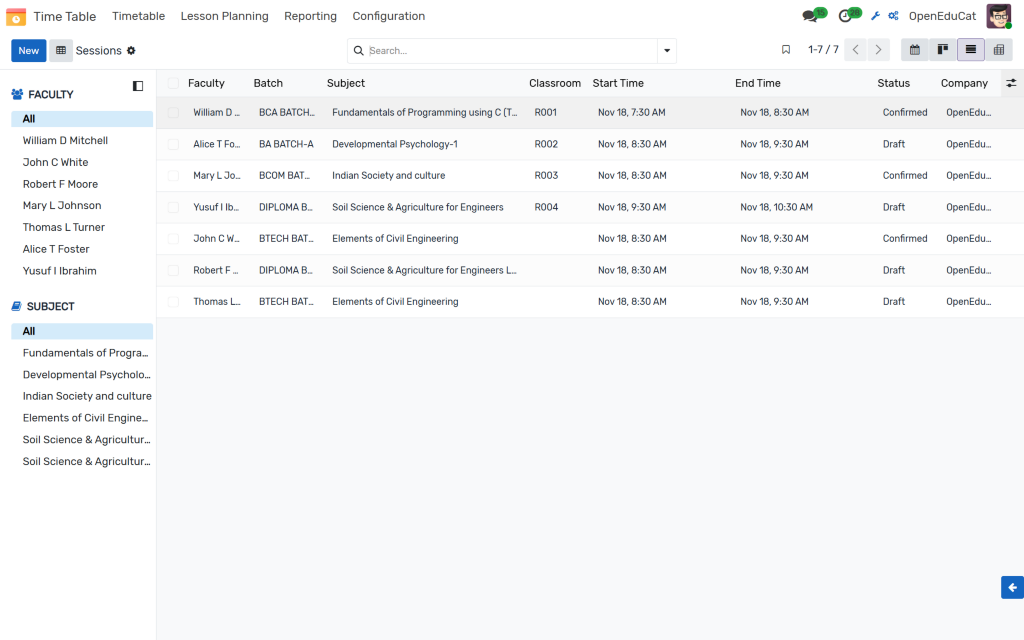 Time Table Timetable Lesson Planning Reporting Configuration 15 28 OpenEduCat
New Sessions Search... 1-7 / 7
FACULTY
All
William D Mitchell
John C White
Robert F Moore
Mary L Johnson
Thomas L Turner
Alice T Foster
Yusuf I Ibrahim
SUBJECT
All
Fundamentals of Progra...
Developmental Psycholo...
Indian Society and culture
Elements of Civil Engine...
Soil Science & Agricultur...
Soil Science & Agricultur...
Faculty Batch Subject Classroom Start Time End Time Status Company
William D ... BCA BATCH... Fundamentals of Programming using C (T... R001 Nov 18, 7:30 AM Nov 18, 8:30 AM Confirmed OpenEdu...
Alice T Fo... BA BATCH-A Developmental Psychology-1 R002 Nov 18, 8:30 AM Nov 18, 9:30 AM Draft OpenEdu...
Mary L Jo... BCOM BAT... Indian Society and culture R003 Nov 18, 8:30 AM Nov 18, 9:30 AM Confirmed OpenEdu...
Yusuf I Ib... DIPLOMA B... Soil Science & Agriculture for Engineers R004 Nov 18, 9:30 AM Nov 18, 10:30 AM Draft OpenEdu...
John C W... BTECH BAT... Elements of Civil Engineering Nov 18, 8:30 AM Nov 18, 9:30 AM Confirmed OpenEdu...
Robert F ... DIPLOMA B... Soil Science & Agriculture for Engineers L... Nov 18, 8:30 AM Nov 18, 9:30 AM Draft OpenEdu...
Thomas L... BTECH BAT... Elements of Civil Engineering Nov 18, 8:30 AM Nov 18, 9:30 AM Draft OpenEdu...